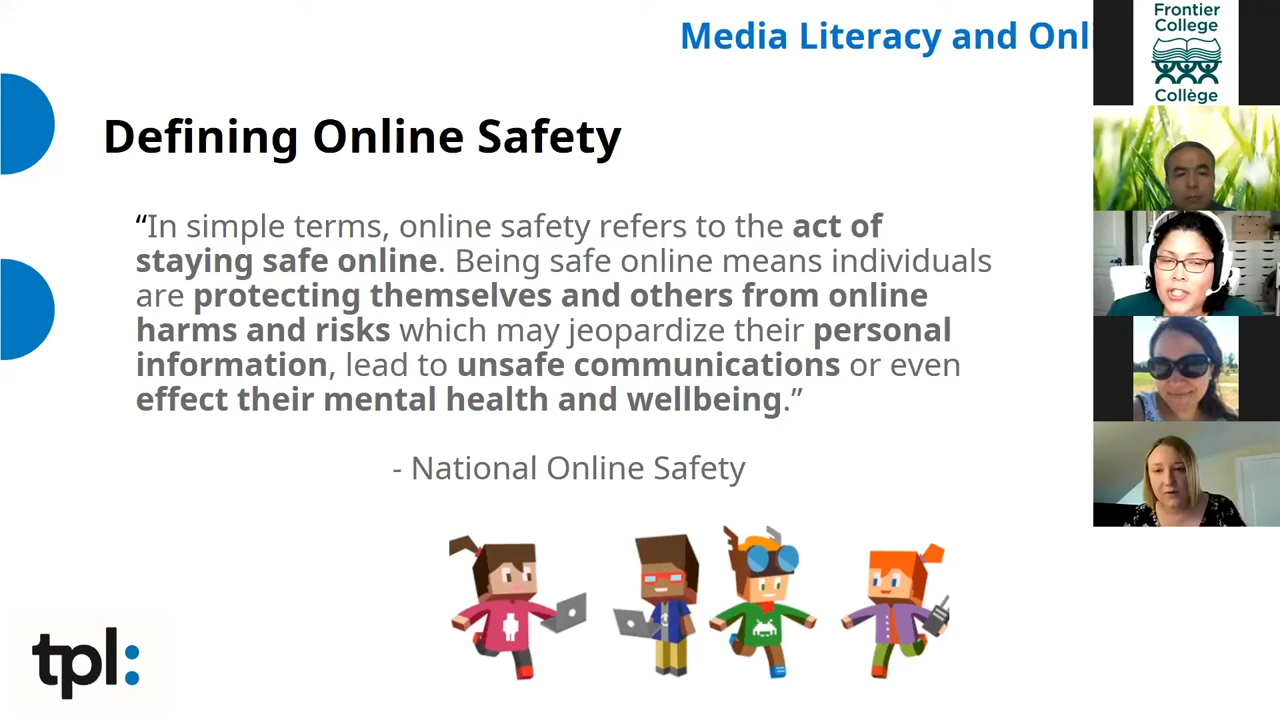 Media Literacy and Onli
Frontier
College
Collège
Defining Online Safety
“In simple terms, online safety refers to the act of
staying safe online. Being safe online means individuals
are protecting themselves and others from online
harms and risks which may jeopardize their personal
information, lead to unsafe communications or even
effect their mental health and wellbeing.”
- National Online Safety
tpl: